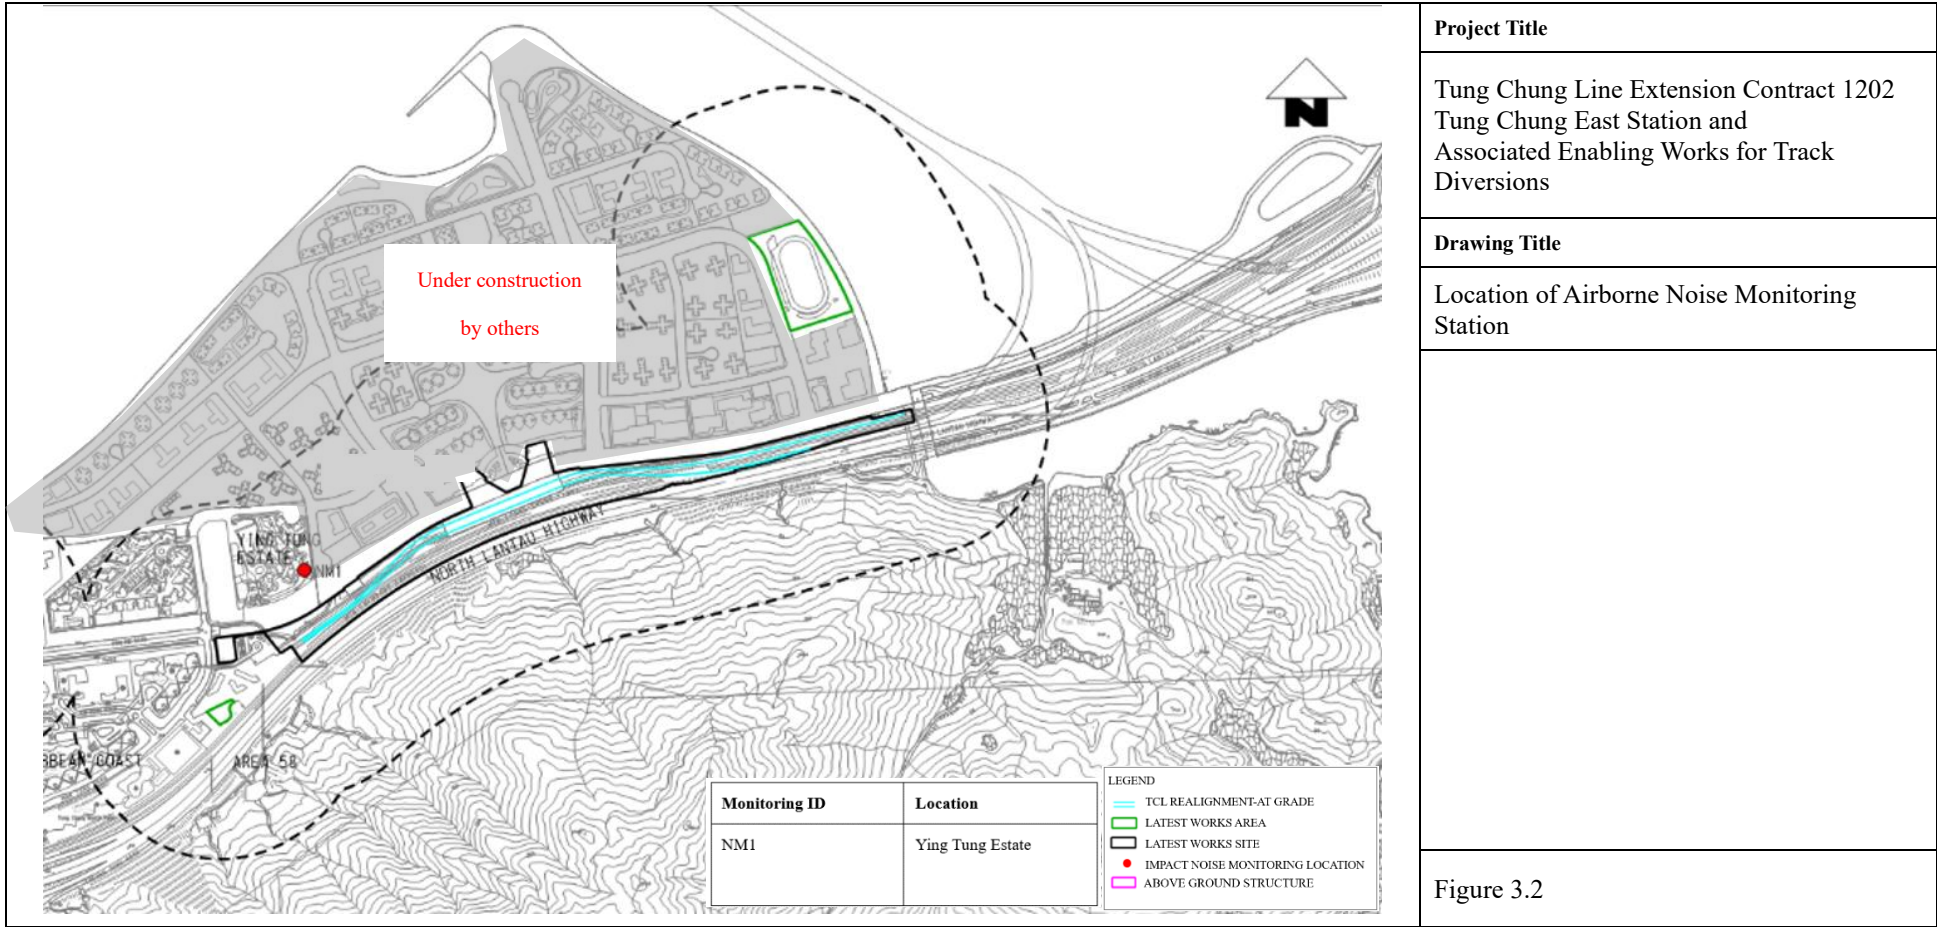 Project Title
Tung Chung Line Extension Contract 1202
Tung Chung East Station and
Associated Enabling Works for Track
Diversions
Drawing Title
Location of Airborne Noise Monitoring
Station
Figure 3.2
N
Under construction
by others
YING TUNG
ESTATE
NM1
NORTH LANTAU HIGHWAY
BBEAN COAST
AREA 58
Monitoring ID Location
NM1 Ying Tung Estate
LEGEND
TCL REALIGNMENT-AT GRADE
LATEST WORKS AREA
LATEST WORKS SITE
IMPACT NOISE MONITORING LOCATION
ABOVE GROUND STRUCTURE